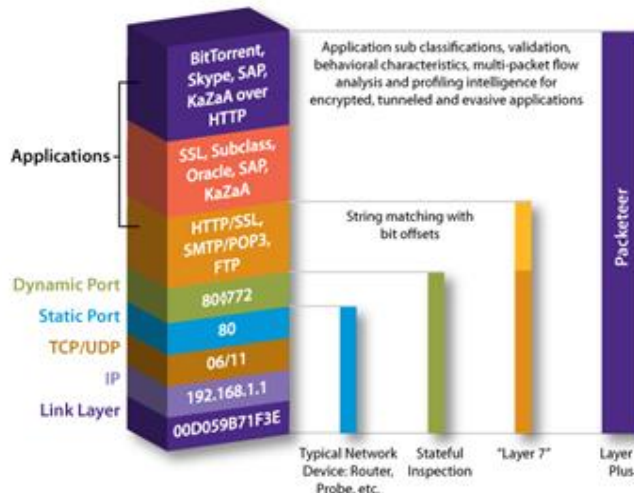 BitTorrent,
Skype, SAP,
KaZaA over
HTTP
Application sub classifications, validation,
behavioral characteristics, multi-packet flow
analysis and profiling intelligence for
encrypted, tunneled and evasive applications
Applications
SSL, Subclass,
Oracle, SAP,
KaZaA
HTTP/SSL,
SMTP/POP3,
FTP
String matching with
bit offsets
Packeteer
Dynamic Port
80◊772
Static Port
80
TCP/UDP
06/11
IP
192.168.1.1
Link Layer
00D059B71F3E
Typical Network
Device: Router,
Probe, etc.
Stateful
Inspection
"Layer 7"
Layer
Plus